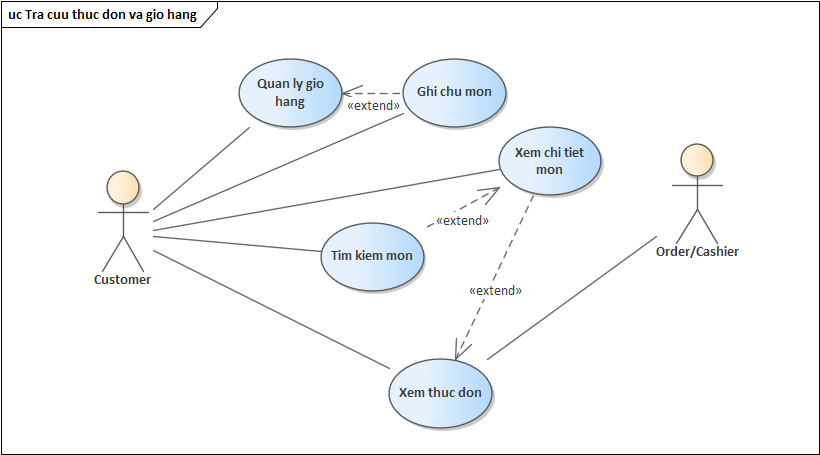 uc Tra cuu thuc don va gio hang
Quan ly gio
hang
Ghi chu mon
«extend»
Xem chi tiet
mon
«extend»
Tim kiem mon
Customer
Order/Cashier
«extend»
Xem thuc don